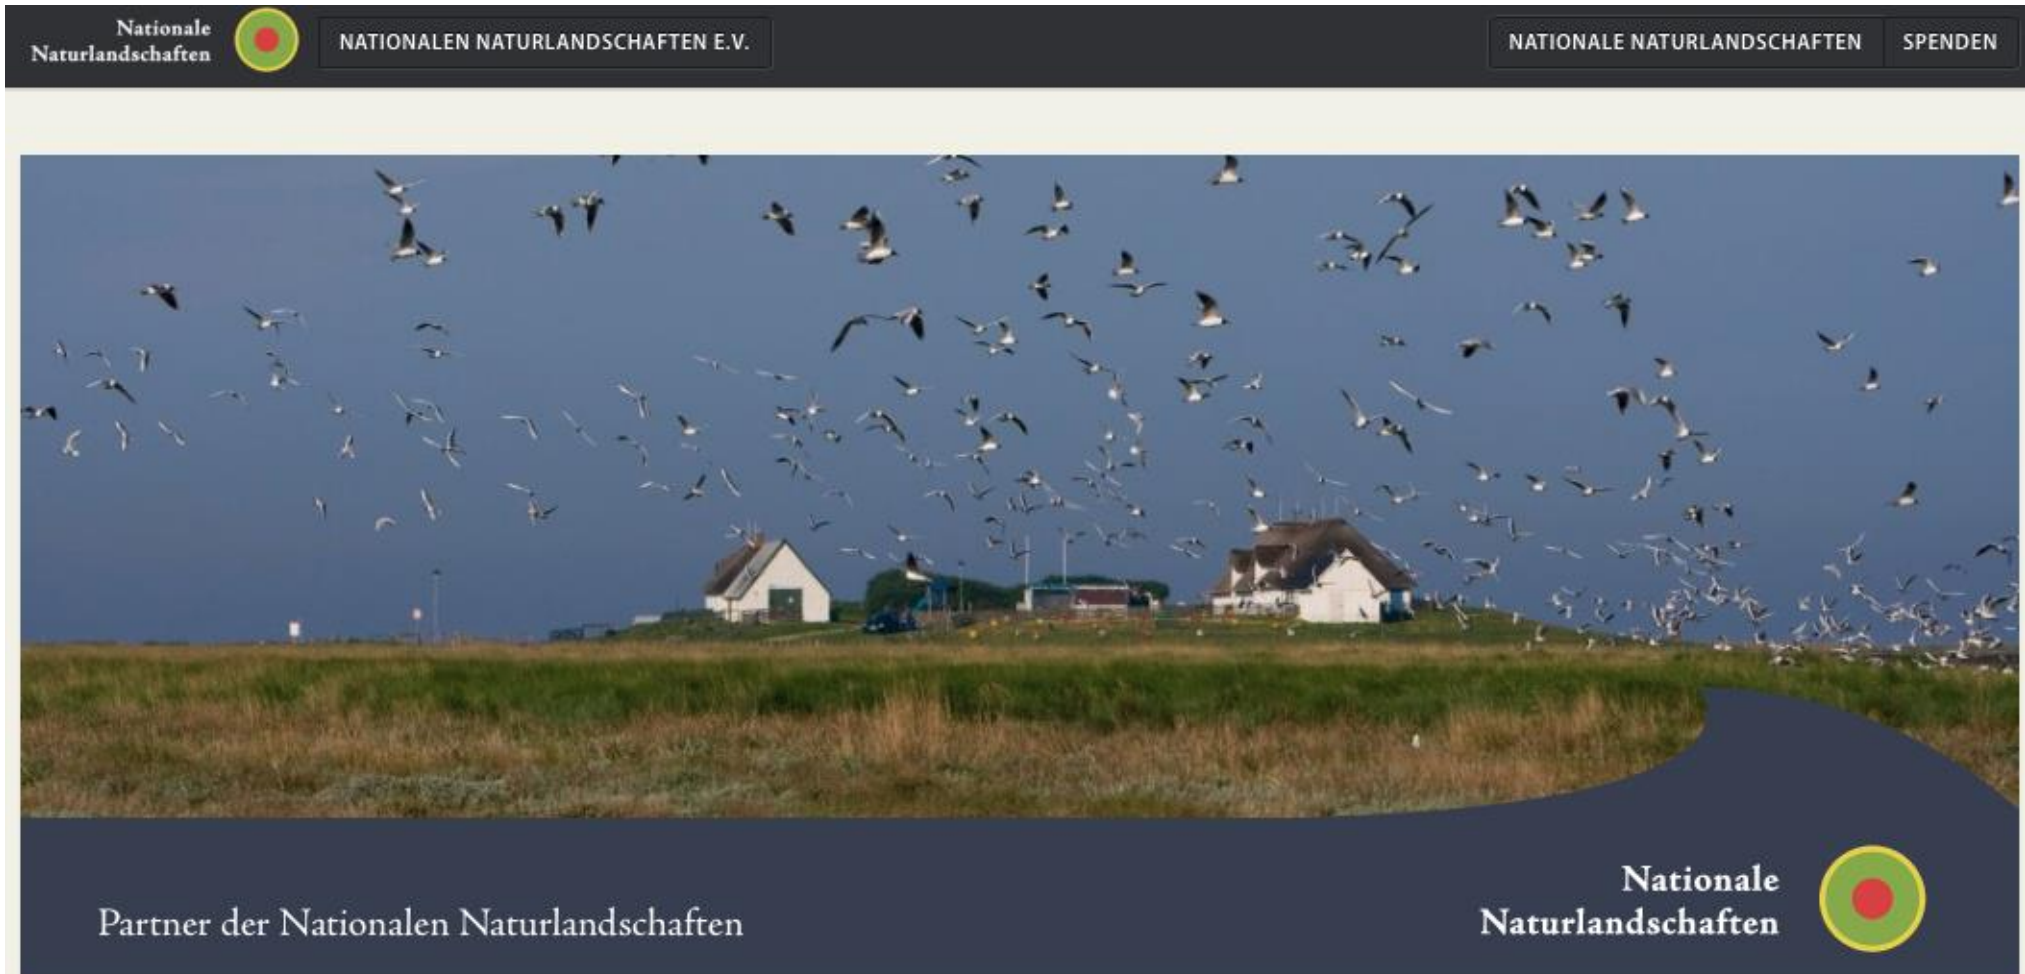 Nationale
Naturlandschaften
NATIONALEN NATURLANDSCHAFTEN E.V.
NATIONALE NATURLANDSCHAFTEN
SPENDEN
Partner der Nationalen Naturlandschaften
Nationale
Naturlandschaften